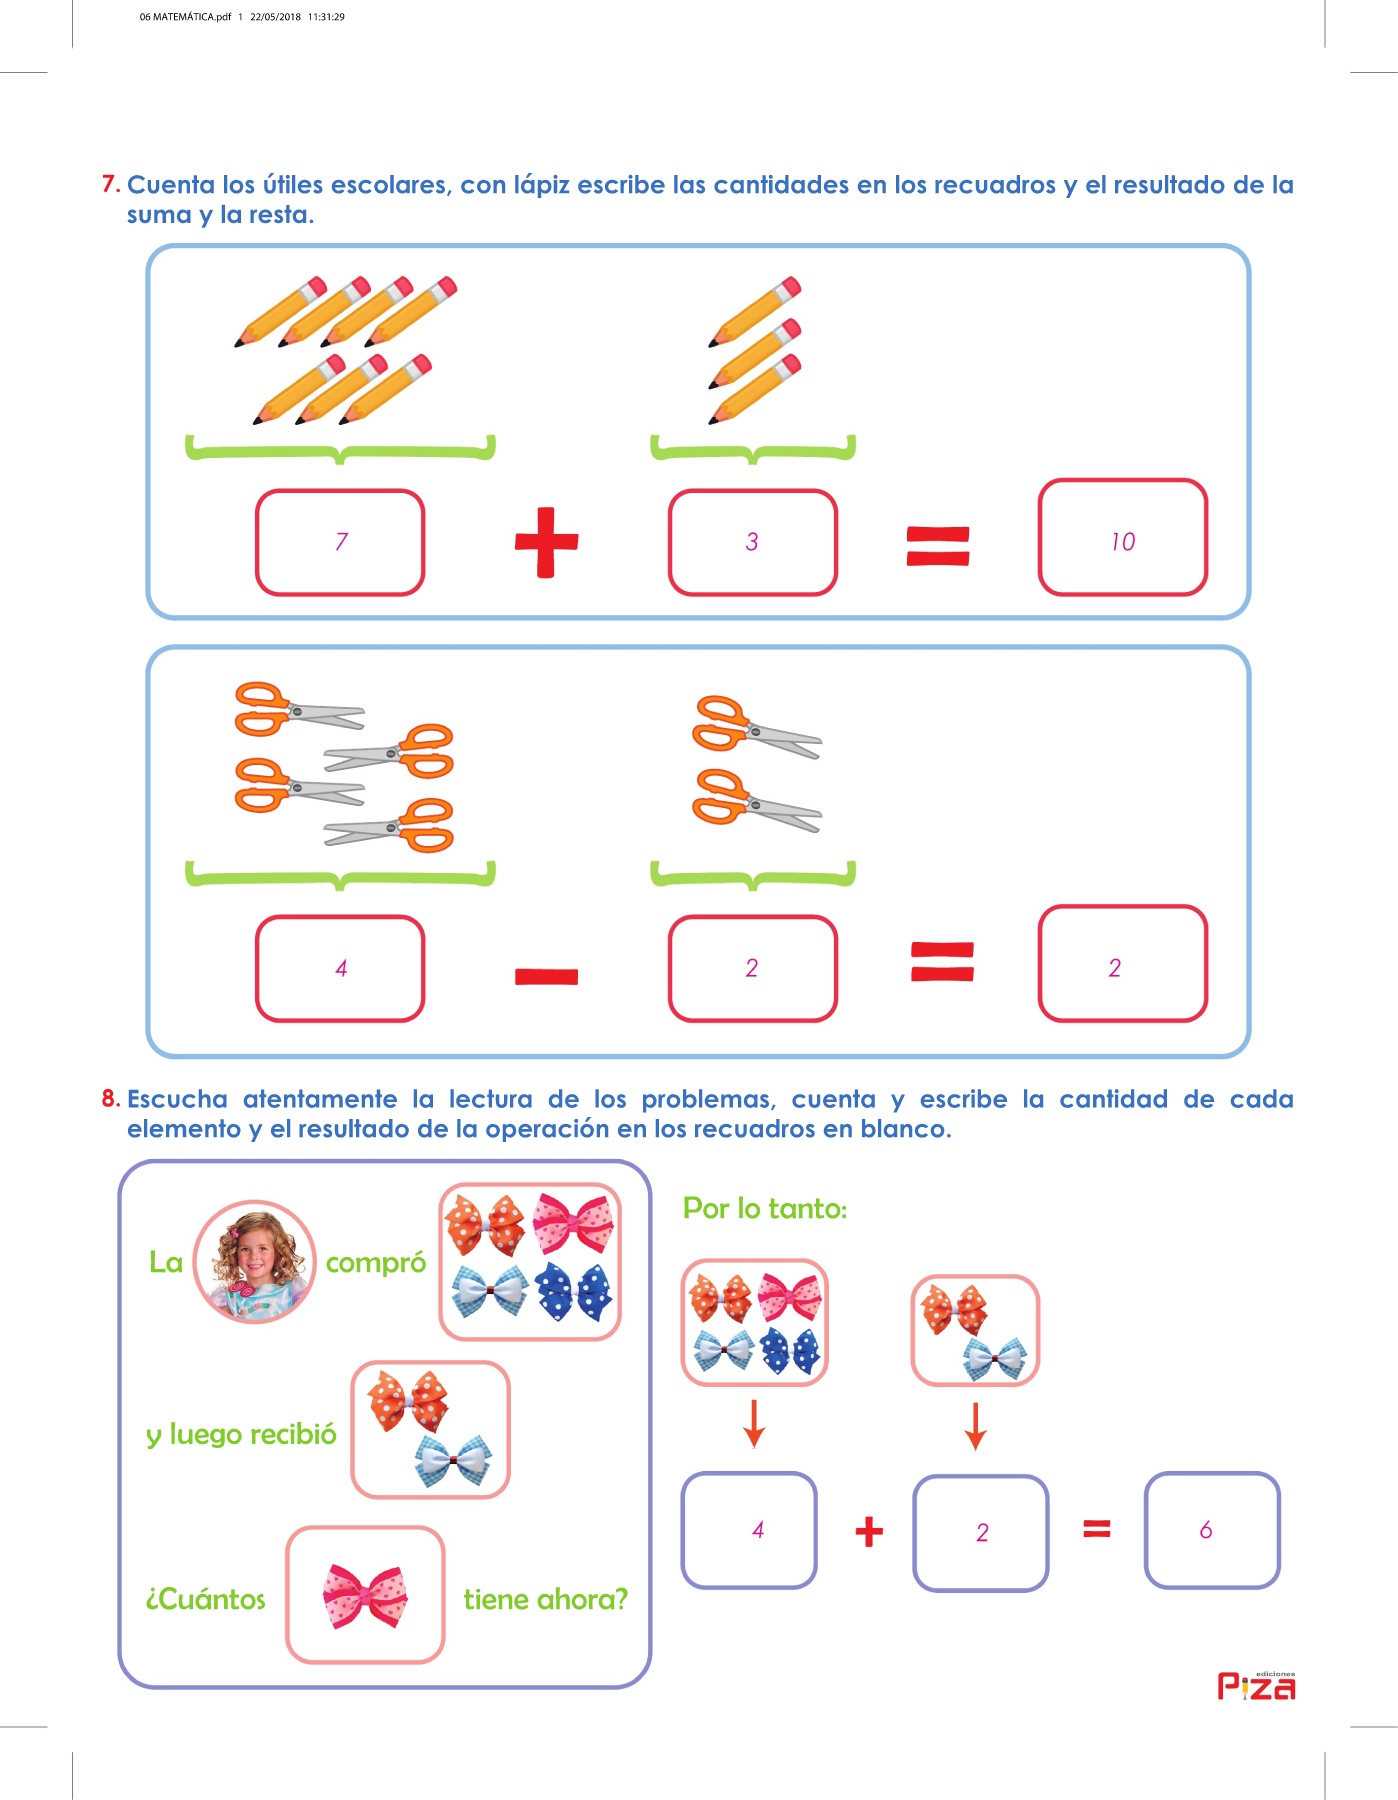 06 MATEMÁTICA.pdf   1   22/05/2018   11:31:29
7. Cuenta los útiles escolares, con lápiz escribe las cantidades en los recuadros y el resultado de la
suma y la resta.
7 + 3 = 10
4 - 2 = 2
8. Escucha atentamente la lectura de los problemas, cuenta y escribe la cantidad de cada
elemento y el resultado de la operación en los recuadros en blanco.
La compró
y luego recibió
¿Cuántos tiene ahora?
Por lo tanto:
4 + 2 = 6
ediciones
Piza